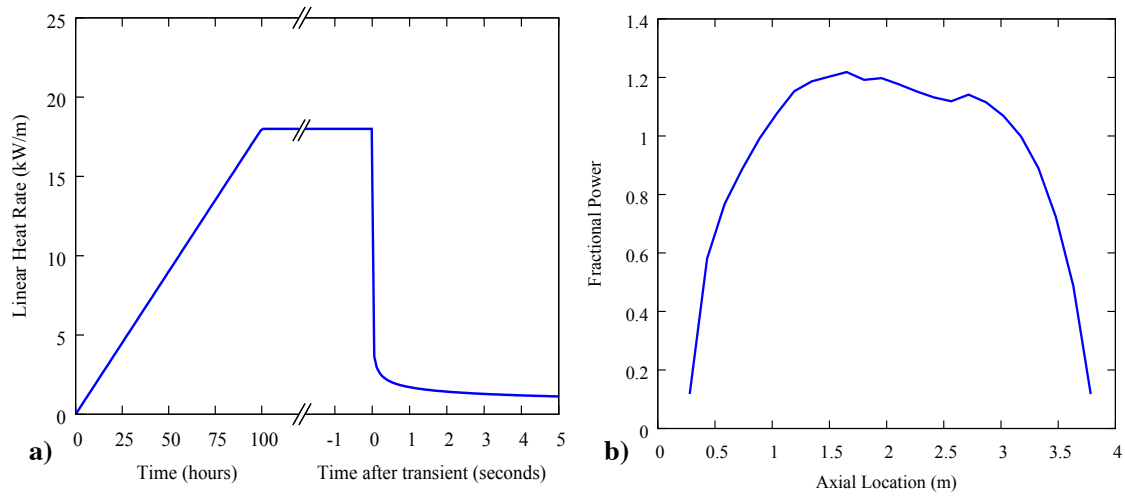 25
20
15
10
5
0
Linear Heat Rate (kW/m)
0 25 50 75 100 -1 0 1 2 3 4 5
Time (hours) Time after transient (seconds)
a)
1.4
1.2
1
0.8
0.6
0.4
0.2
0
Fractional Power
0 0.5 1 1.5 2 2.5 3 3.5 4
Axial Location (m)
b)